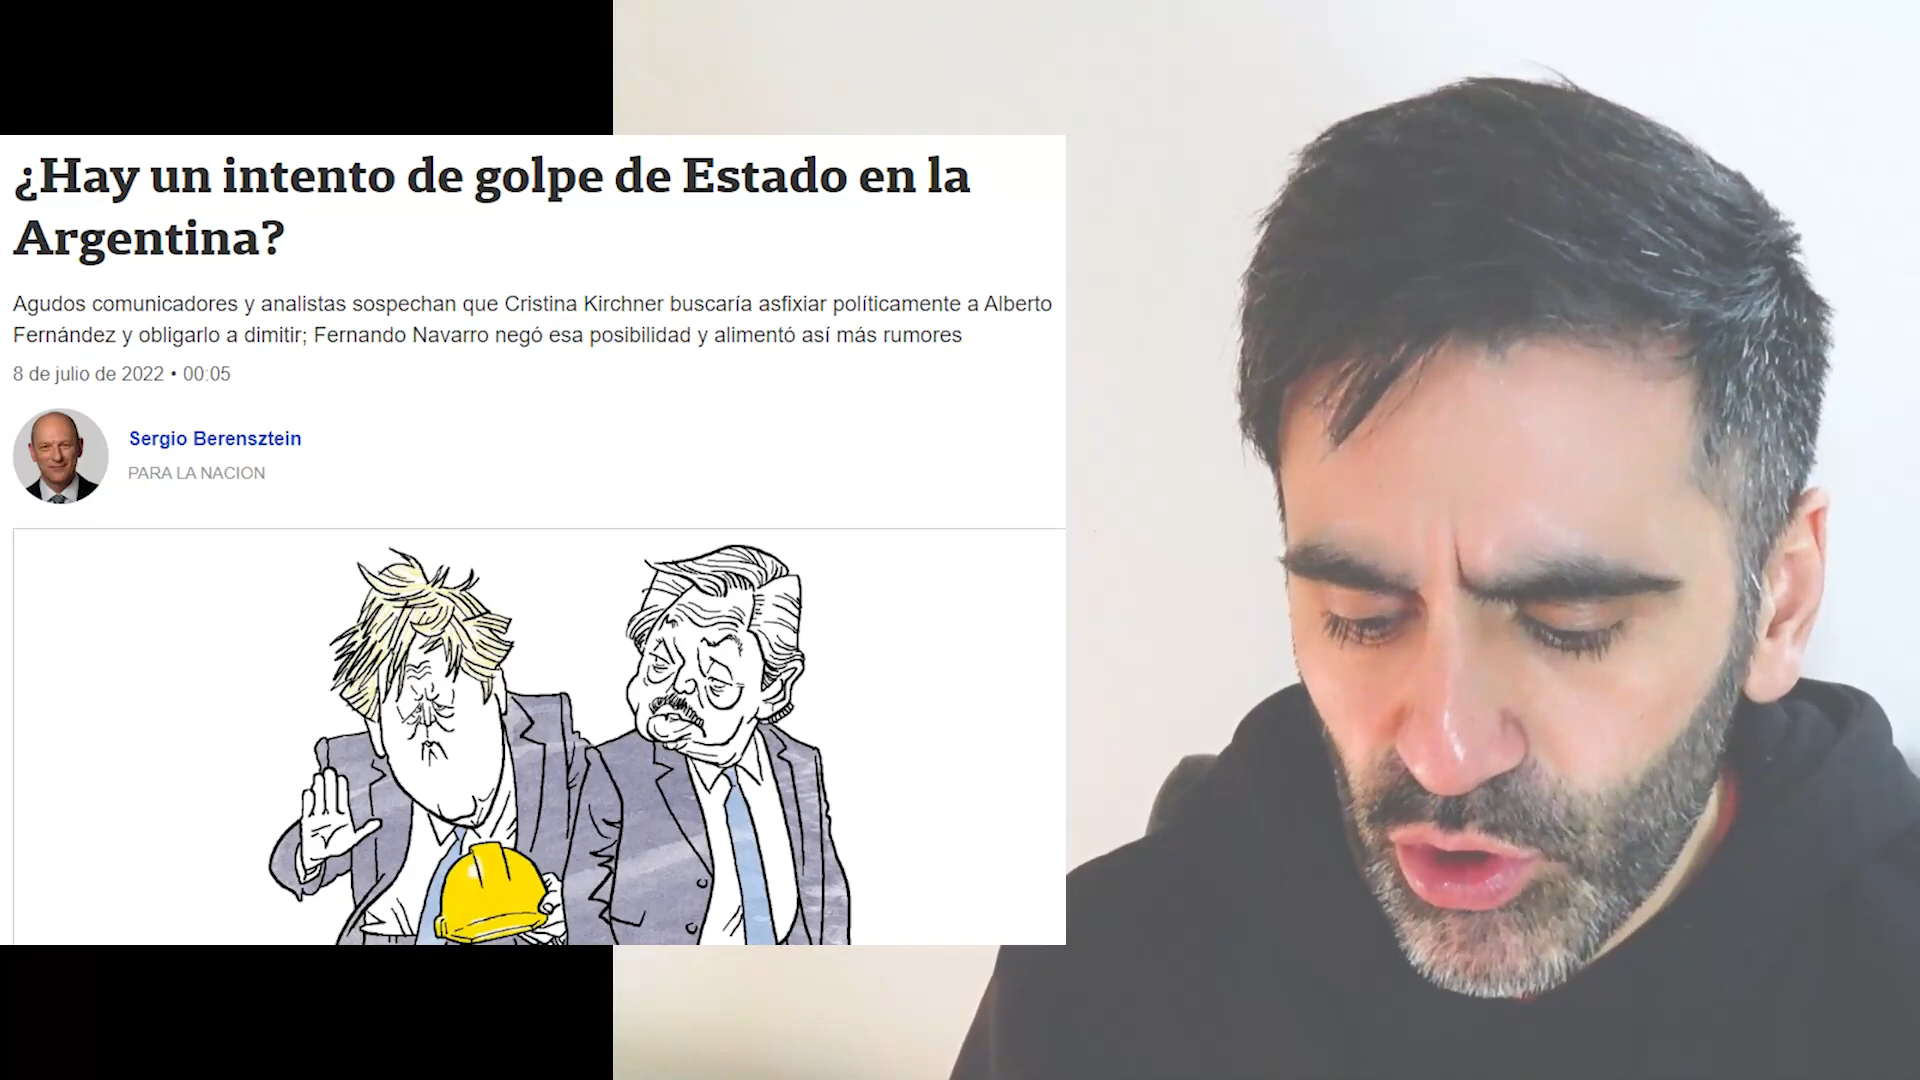 ¿Hay un intento de golpe de Estado en la
Argentina?
Agudos comunicadores y analistas sospechan que Cristina Kirchner buscaría asfixiar políticamente a Alberto
Fernández y obligarlo a dimitir; Fernando Navarro negó esa posibilidad y alimentó así más rumores
8 de julio de 2022 • 00:05
Sergio Berensztein
PARA LA NACION